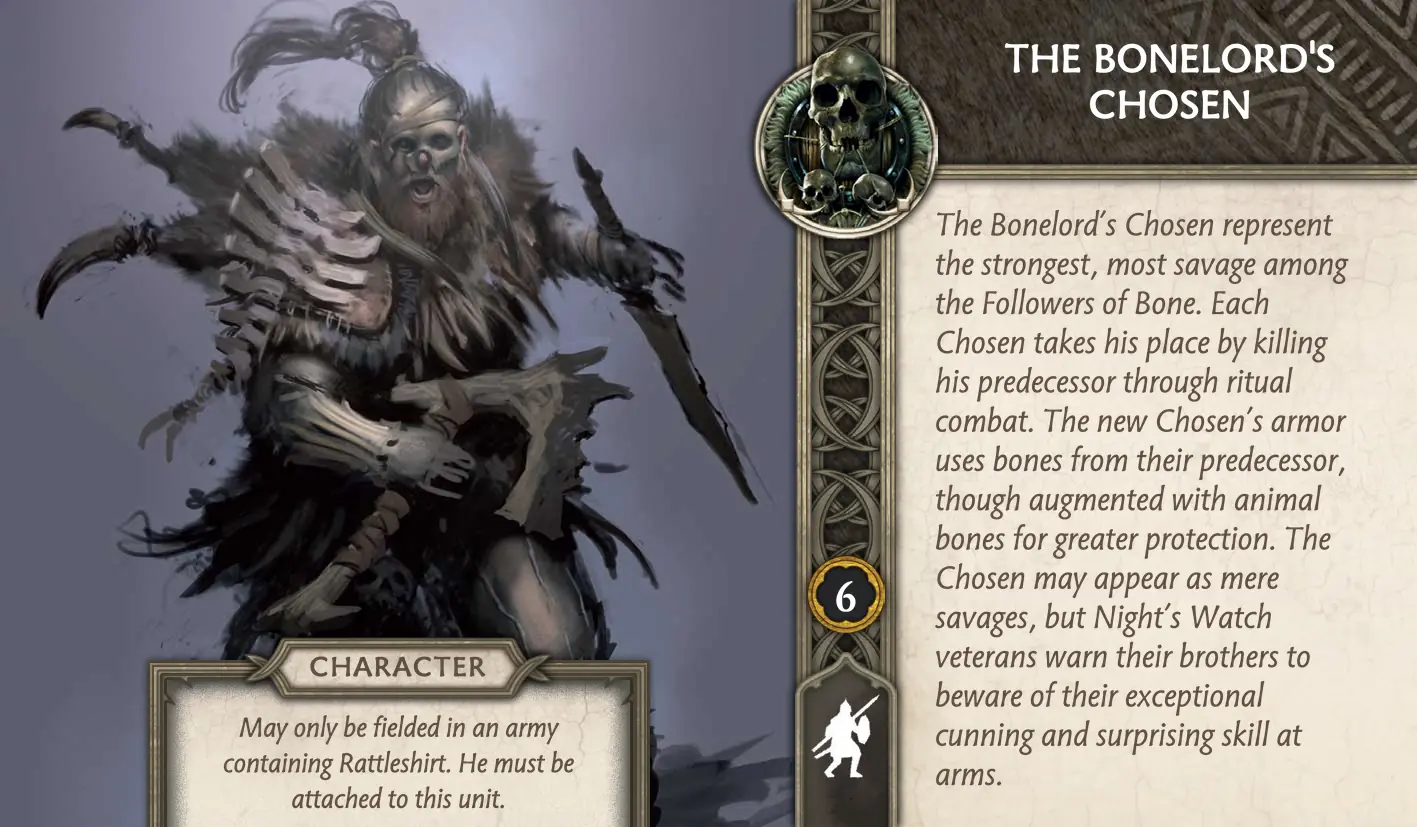 THE BONELORD'S
CHOSEN
The Bonelord's Chosen represent
the strongest, most savage among
the Followers of Bone. Each
Chosen takes his place by killing
his predecessor through ritual
combat. The new Chosen's armor
uses bones from their predecessor,
though augmented with animal
bones for greater protection. The
Chosen may appear as mere
savages, but Night's Watch
veterans warn their brothers to
beware of their exceptional
cunning and surprising skill at
arms.
6
CHARACTER
May only be fielded in an army
containing Rattleshirt. He must be
attached to this unit.